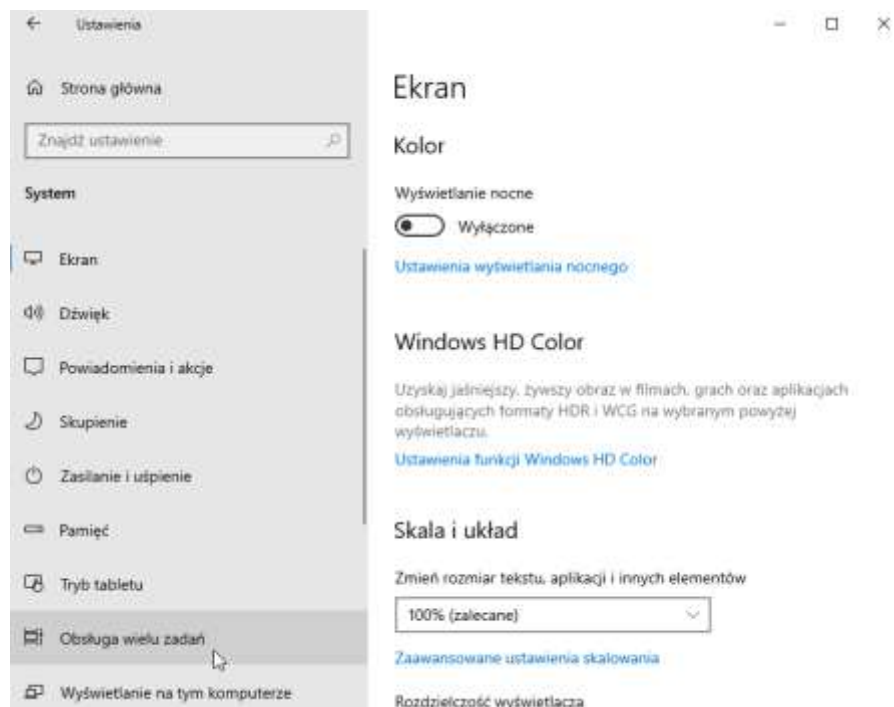 Ustawienia
Strona główna
Znajdź ustawienie
System
Ekran
Dźwięk
Powiadomienia i akcje
Skupienie
Zasilanie i uśpienie
Pamięć
Tryb tabletu
Obsługa wielu zadań
Wyświetlanie na tym komputerze
Ekran
Kolor
Wyświetlanie nocne
Wyłączone
Ustawienia wyświetlania nocnego
Windows HD Color
Uzyskaj jaśniejszy, żywszy obraz w filmach, grach oraz aplikacjach
obsługujących formaty HDR i WCG na wybranym powyżej
wyświetlaczu.
Ustawienia funkcji Windows HD Color
Skala i układ
Zmień rozmiar tekstu, aplikacji i innych elementów
100% (zalecane)
Zaawansowane ustawienia skalowania
Rozdzielczość wyświetlacza